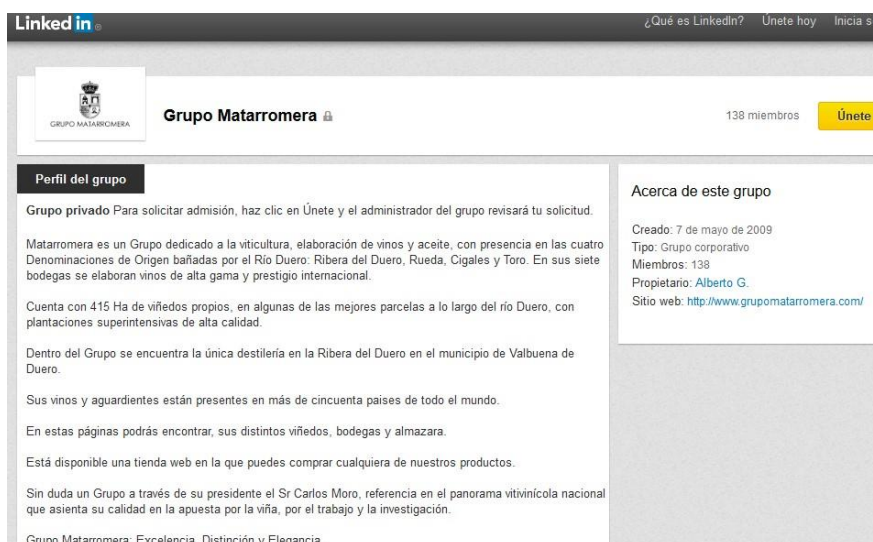 Linked in ®
¿Qué es LinkedIn? Únete hoy Inicia s
GRUPO MATARROMERA
Grupo Matarromera
138 miembros
Únete
Perfil del grupo
Grupo privado Para solicitar admisión, haz clic en Únete y el administrador del grupo revisará tu solicitud.
Matarromera es un Grupo dedicado a la viticultura, elaboración de vinos y aceite, con presencia en las cuatro
Denominaciones de Origen bañadas por el Río Duero: Ribera del Duero, Rueda, Cigales y Toro. En sus siete
bodegas se elaboran vinos de alta gama y prestigio internacional.
Cuenta con 415 Ha de viñedos propios, en algunas de las mejores parcelas a lo largo del río Duero, con
plantaciones superintensivas de alta calidad.
Dentro del Grupo se encuentra la única destilería en la Ribera del Duero en el municipio de Valbuena de
Duero.
Sus vinos y aguardientes están presentes en más de cincuenta paises de todo el mundo.
En estas páginas podrás encontrar, sus distintos viñedos, bodegas y almazara.
Está disponible una tienda web en la que puedes comprar cualquiera de nuestros productos.
Sin duda un Grupo a través de su presidente el Sr Carlos Moro, referencia en el panorama vitivinícola nacional
que asienta su calidad en la apuesta por la viña, por el trabajo y la investigación.
Grupo Matarromera: Excelencia, Distinción y Elegancia
Acerca de este grupo
Creado: 7 de mayo de 2009
Tipo: Grupo corporativo
Miembros: 138
Propietario: Alberto G.
Sitio web: http://www.grupomatarromera.com/